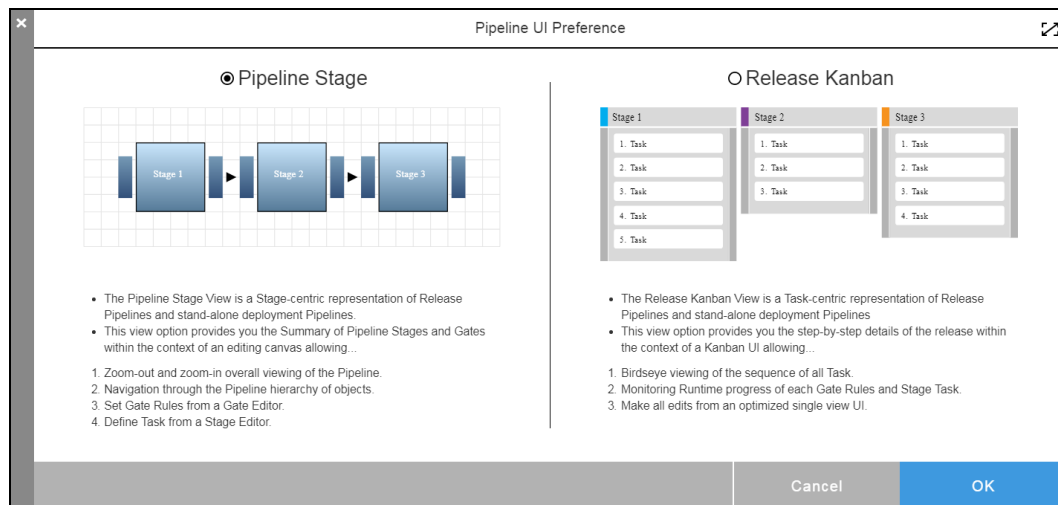 Pipeline UI Preference
Pipeline Stage
Stage 1
Stage 2
Stage 3
• The Pipeline Stage View is a Stage-centric representation of Release
Pipelines and stand-alone deployment Pipelines.
• This view option provides you the Summary of Pipeline Stages and Gates
within the context of an editing canvas allowing...
1. Zoom-out and zoom-in overall viewing of the Pipeline.
2. Navigation through the Pipeline hierarchy of objects.
3. Set Gate Rules from a Gate Editor.
4. Define Task from a Stage Editor.
Release Kanban
Stage 1
1. Task
2. Task
3. Task
4. Task
5. Task
Stage 2
1. Task
2. Task
3. Task
Stage 3
1. Task
2. Task
3. Task
4. Task
• The Release Kanban View is a Task-centric representation of Release
Pipelines and stand-alone deployment Pipelines
• This view option provides you the step-by-step details of the release within
the context of a Kanban UI allowing...
1. Birdseye viewing of the sequence of all Task.
2. Monitoring Runtime progress of each Gate Rules and Stage Task.
3. Make all edits from an optimized single view UI.
Cancel
OK